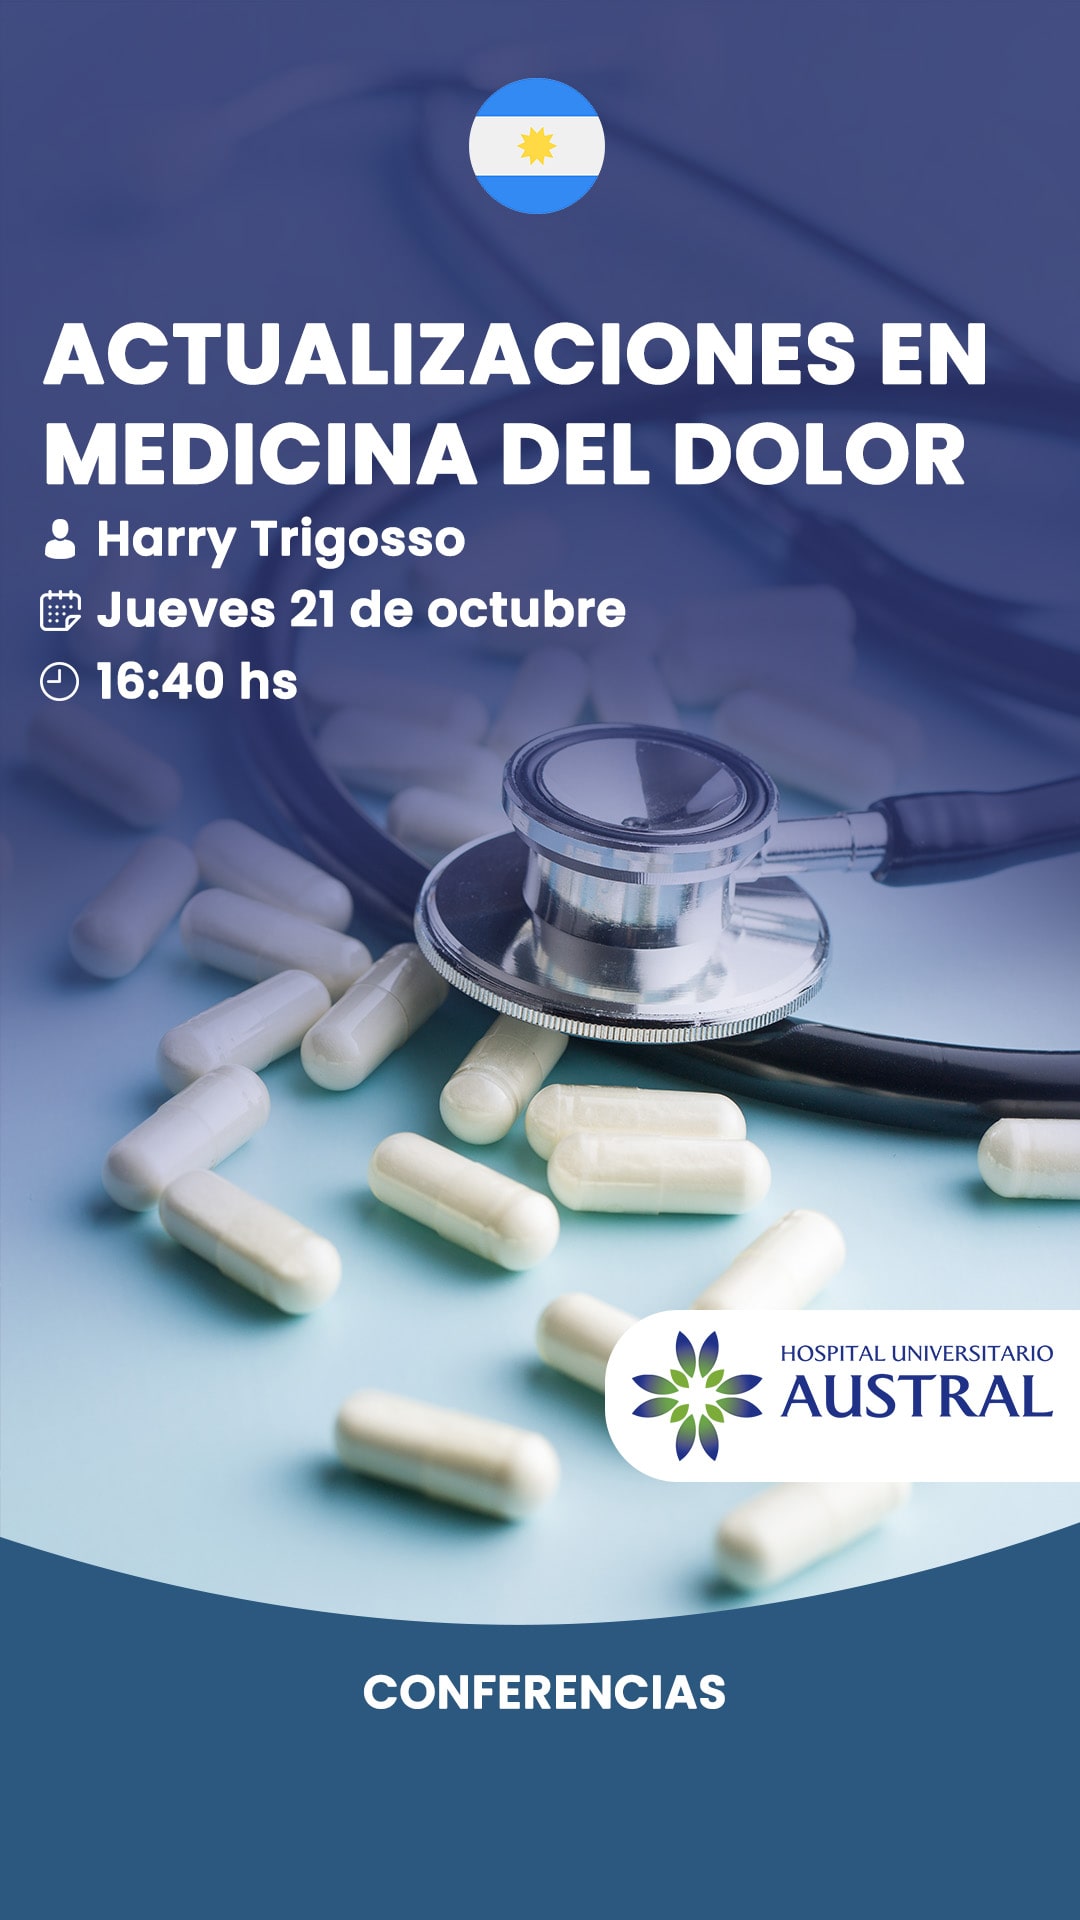 ACTUALIZACIONES EN
MEDICINA DEL DOLOR
Harry Trigosso
Jueves 21 de octubre
16:40 hs
HOSPITAL UNIVERSITARIO
AUSTRAL
CONFERENCIAS